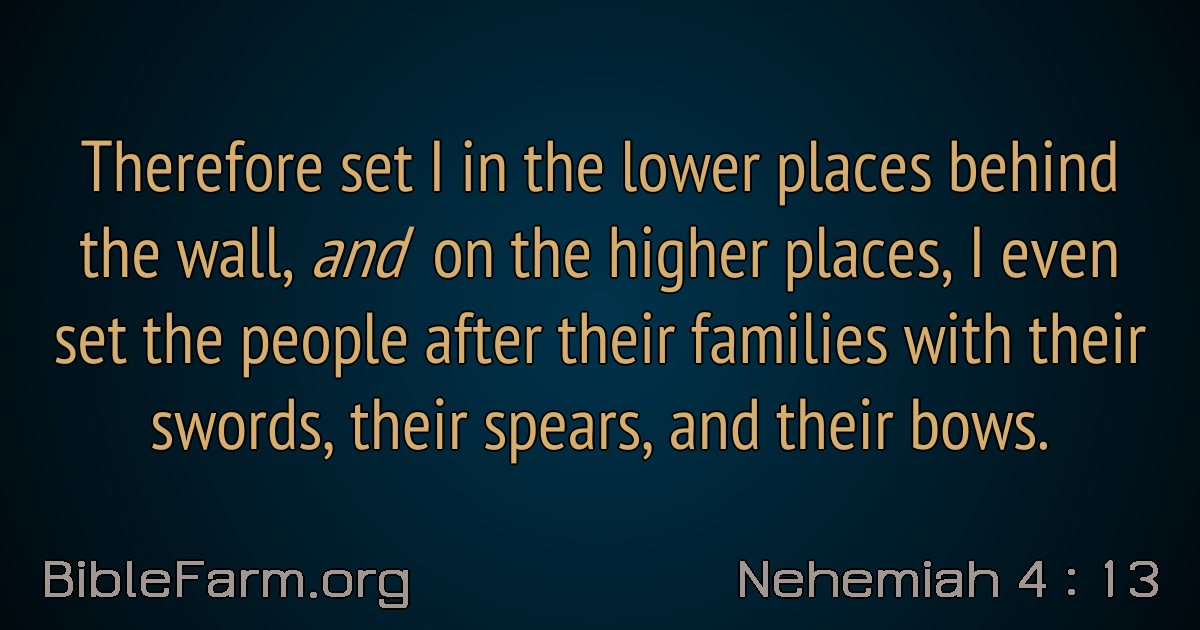 Therefore set I in the lower places behind
the wall, and on the higher places, I even
set the people after their families with their
swords, their spears, and their bows.
BibleFarm.org
Nehemiah 4 : 13